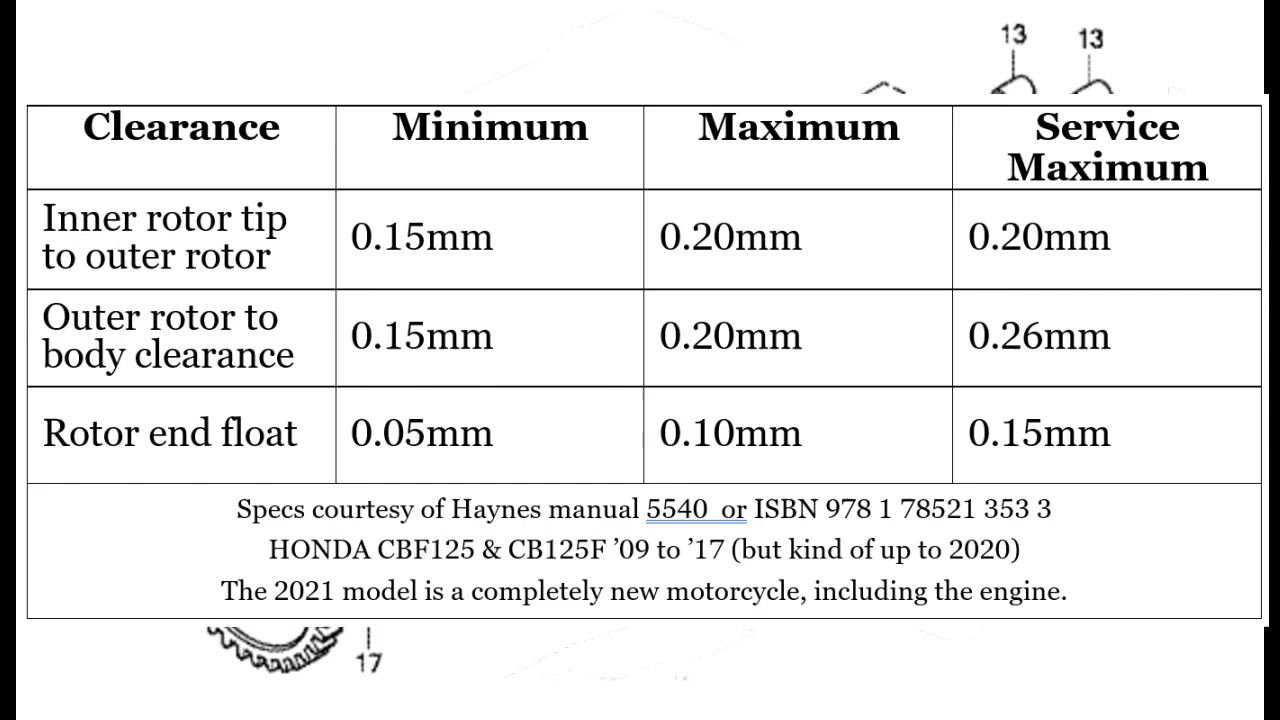 13 13
Clearance Minimum Maximum Service
Maximum
Inner rotor tip
to outer rotor 0.15mm 0.20mm 0.20mm
Outer rotor to
body clearance 0.15mm 0.20mm 0.26mm
Rotor end float 0.05mm 0.10mm 0.15mm
Specs courtesy of Haynes manual 5540 or ISBN 978 1 78521 353 3
HONDA CBF125 & CB125F ’09 to ’17 (but kind of up to 2020)
The 2021 model is a completely new motorcycle, including the engine.
17